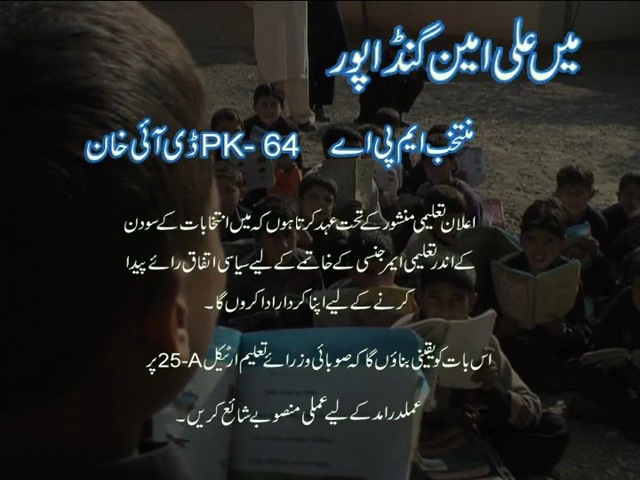 میں علی امین گنڈاپور
منتخب ایم پی اے PK- 64 ڈی آئی خان
اعلان تعلیمی منشور کے تحت عہد کرتا ہوں کہ میں انتخابات کے سو دن
کے اندر تعلیمی ایمرجنسی کے خاتمے کے لیے سیاسی اتفاق رائے پیدا
کرنے کے لیے اپنا کردار ادا کروں گا ۔
اس بات کو یقینی بناؤں گا کہ صوبائی وزرائے تعلیم ارٹیکل 25-A پر
عملدرامد کے لیے عملی منصوبے شائع کریں ۔